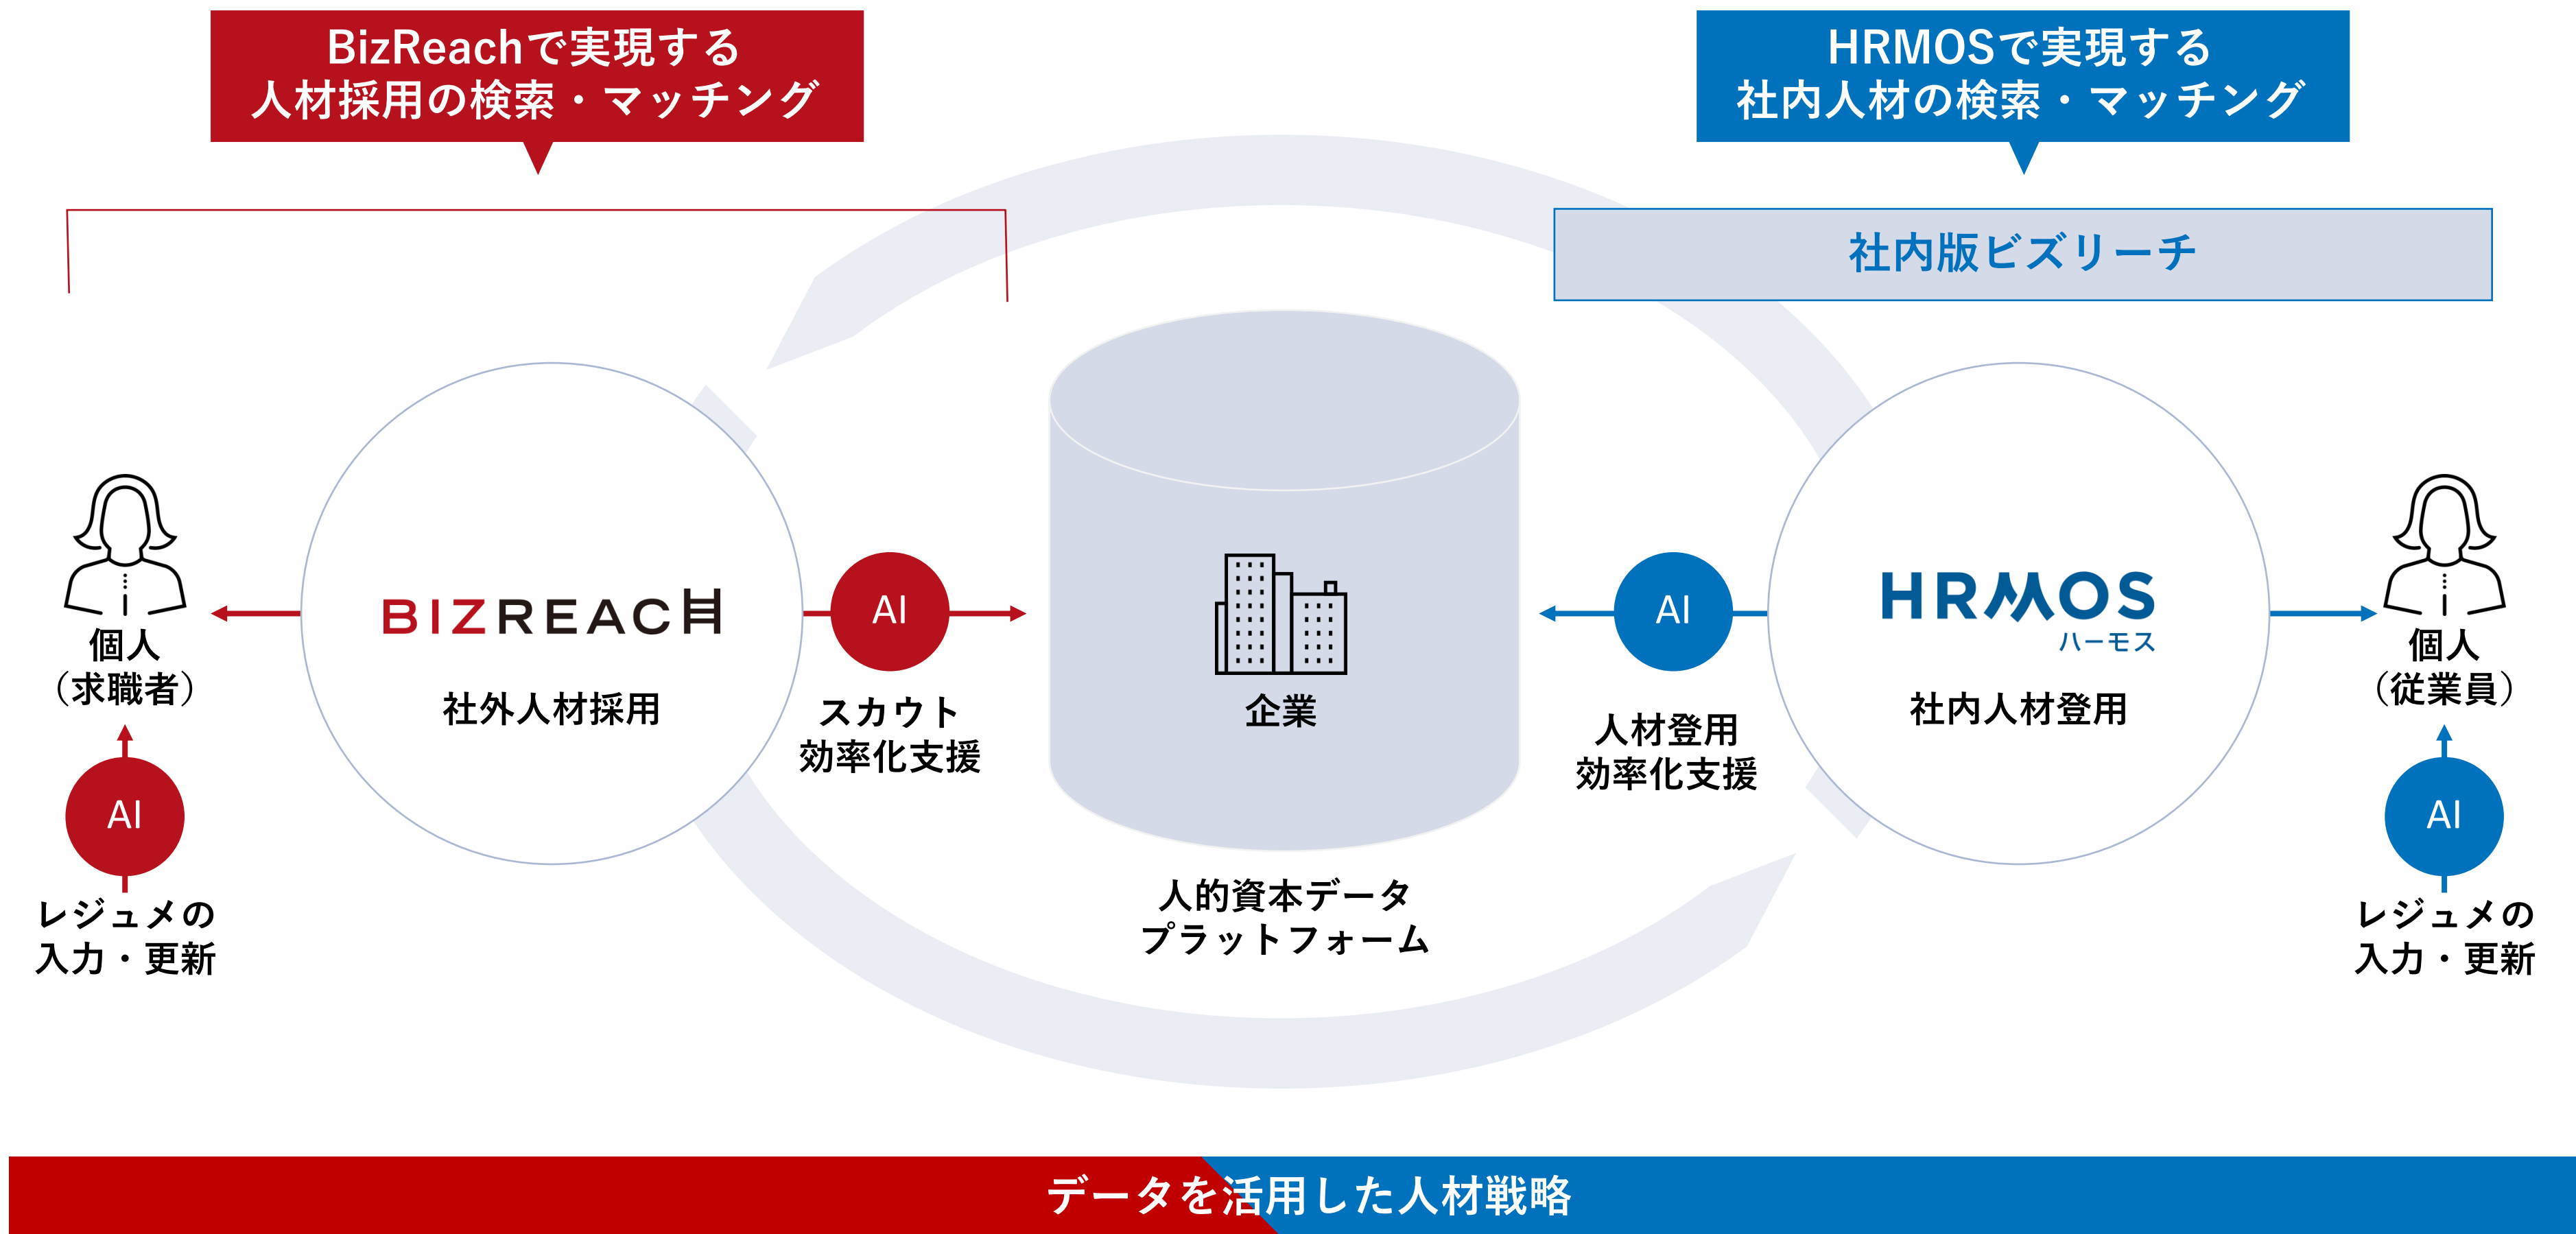 BizReachで実現する
人材採用の検索・マッチング
HRMOSで実現する
社内人材の検索・マッチング
社内版ビズリーチ
個人
（求職者）
AI
レジュメの
入力・更新
BIZREACH
社外人材採用
AI
スカウト
効率化支援
企業
人的資本データ
プラットフォーム
AI
人材登用
効率化支援
HRMOS
ハーモス
社内人材登用
個人
（従業員）
AI
レジュメの
入力・更新
データを活用した人材戦略